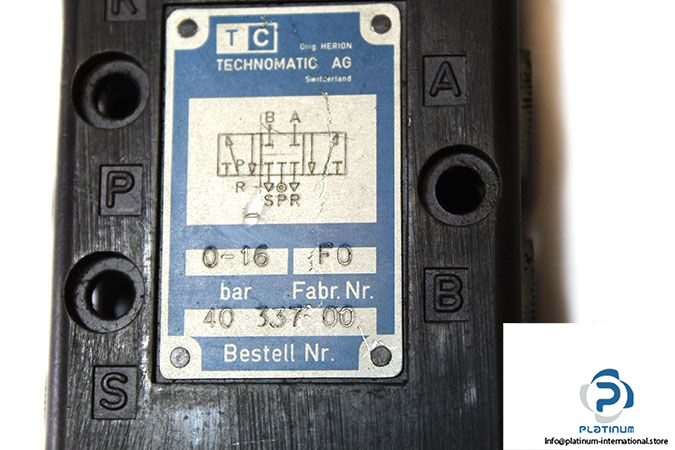 R
P
S
A
B
TC
Orig. HERION
TECHNOMATIC AG
Switzerland
B A
P
T T T T T
R
S P R
0-16 F0
bar Fabr. Nr.
40 337 00
Bestell Nr.
PLATINUM
Info@platinum-international.store